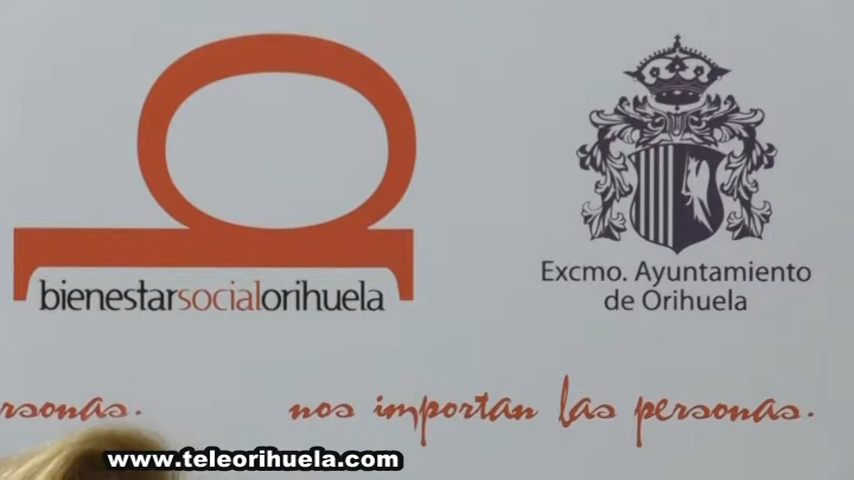 bienestarsocialorihuela
Excmo. Ayuntamiento
de Orihuela
rsonas.
nos importan las personas.
www.teleorihuela.com